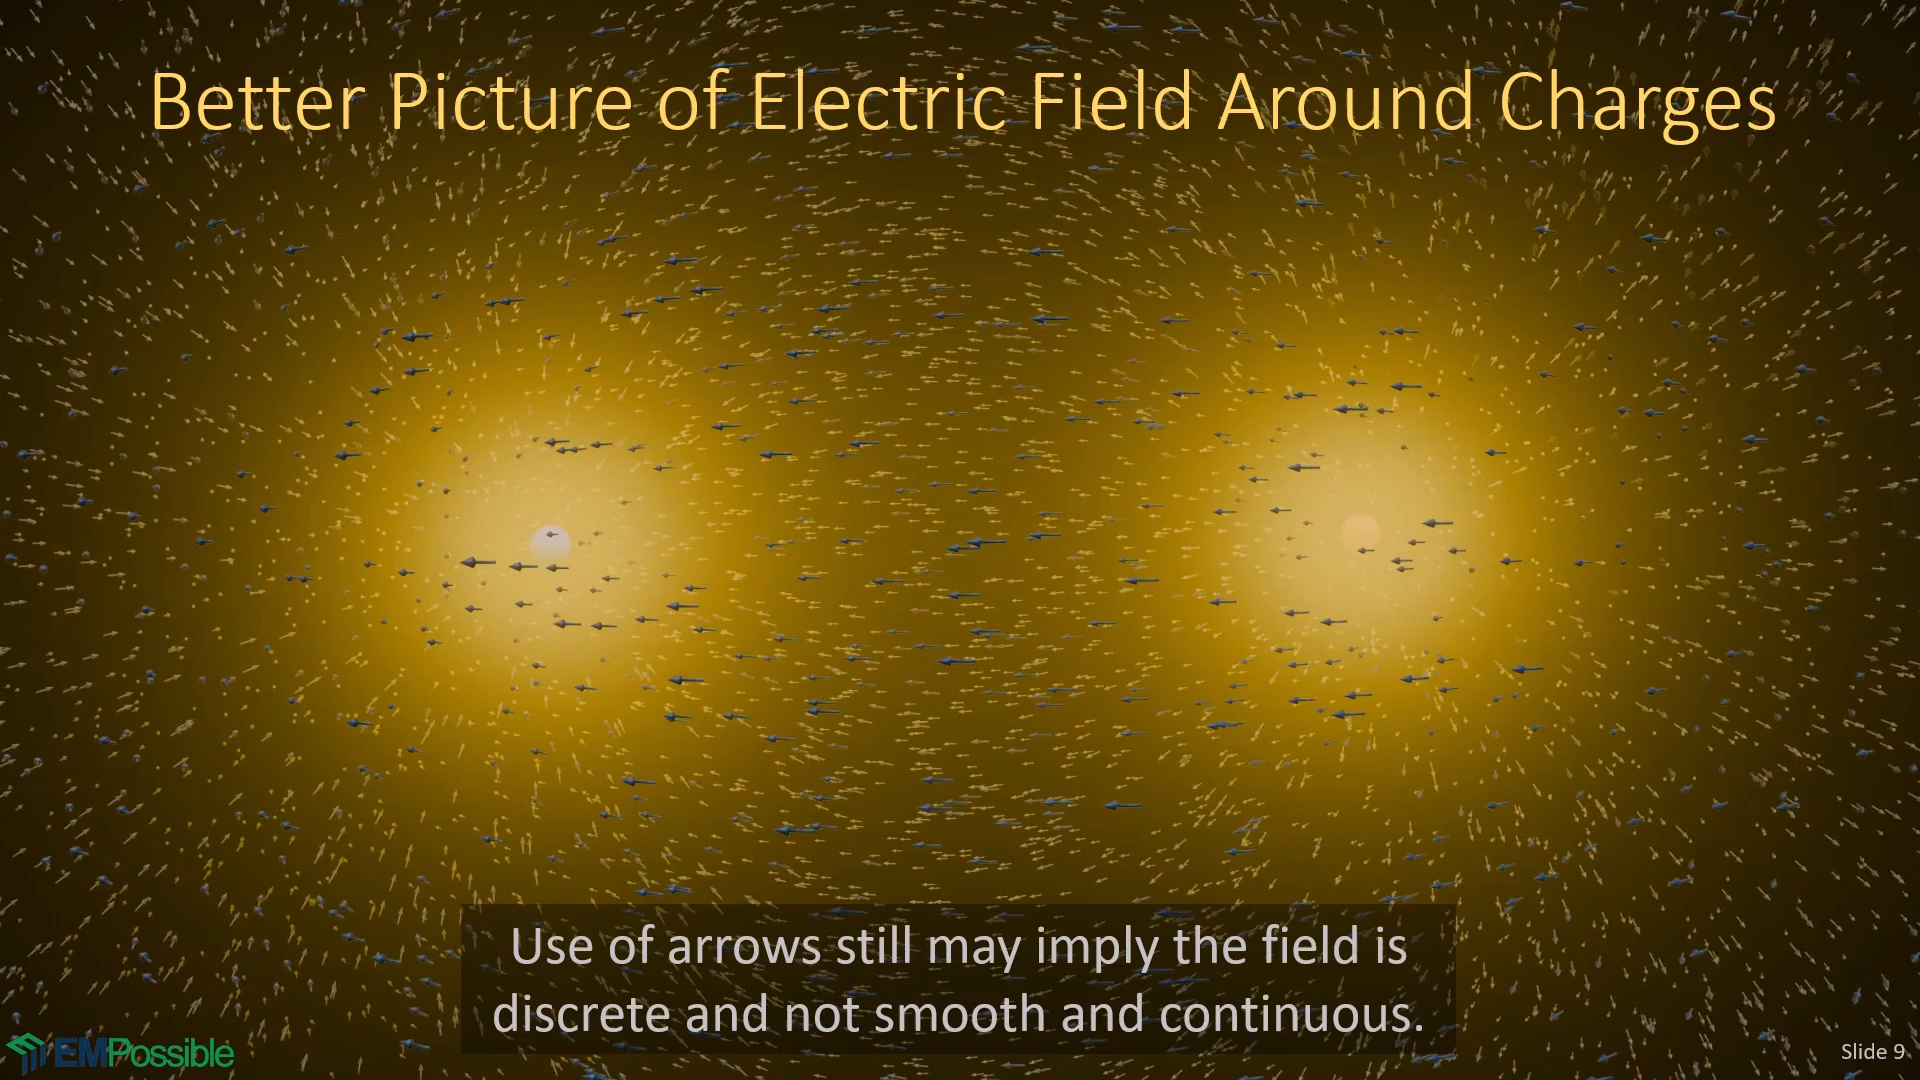 Better Picture of Electric Field Around Charges
Use of arrows still may imply the field is
discrete and not smooth and continuous.
EMPossible
Slide 9